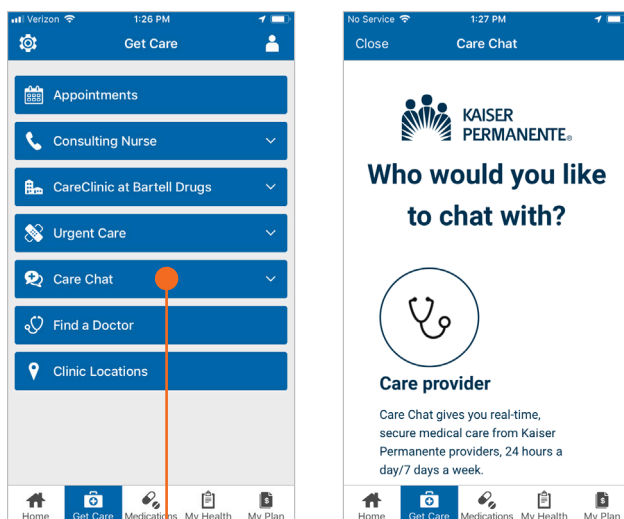 Verizon 1:26 PM
Get Care
Appointments
Consulting Nurse
CareClinic at Bartell Drugs
Urgent Care
Care Chat
Find a Doctor
Clinic Locations
Home Get Care Medications My Health My Plan
No Service 1:27 PM
Close Care Chat
KAISER
PERMANENTE®
Who would you like
to chat with?
Care provider
Care Chat gives you real-time,
secure medical care from Kaiser
Permanente providers, 24 hours a
day/7 days a week.
Home Get Care Medications My Health My Plan